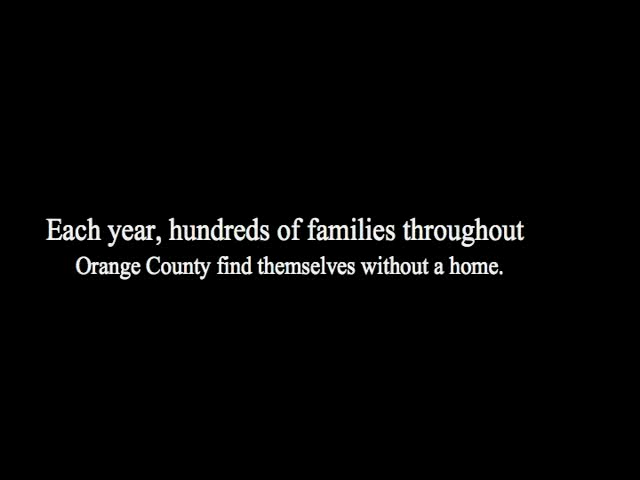 Each year, hundreds of families throughout
Orange County find themselves without a home.